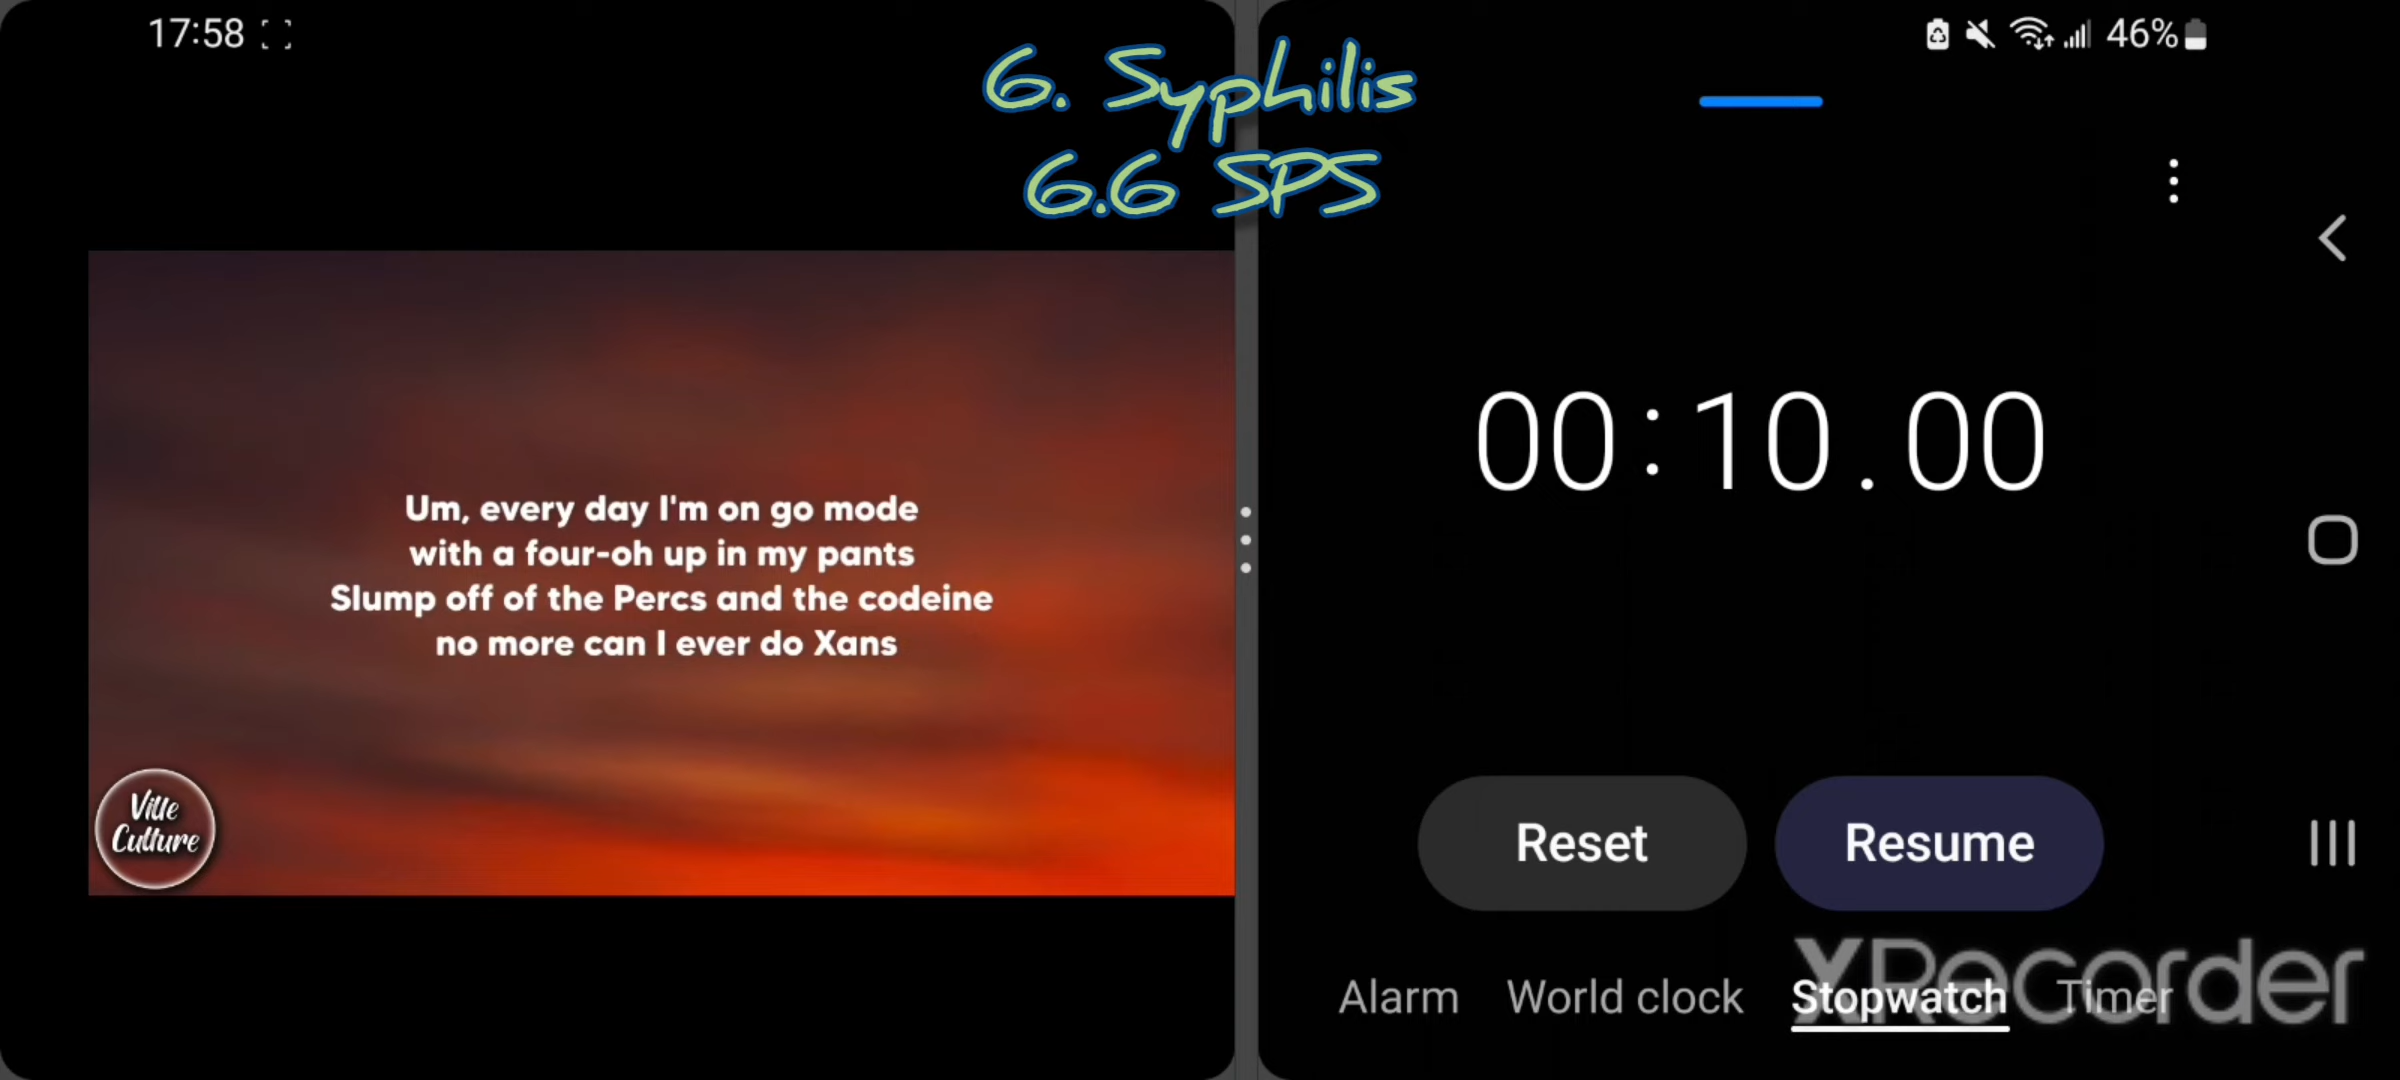 17:58
46%
6. Syphilis
6.6 SPS
Um, every day I'm on go mode
with a four-oh up in my pants
Slump off of the Percs and the codeine
no more can I ever do Xans
Ville
Culture
00:10.00
Reset
Resume
Alarm
World clock
Stopwatch
Timer
XRecorder